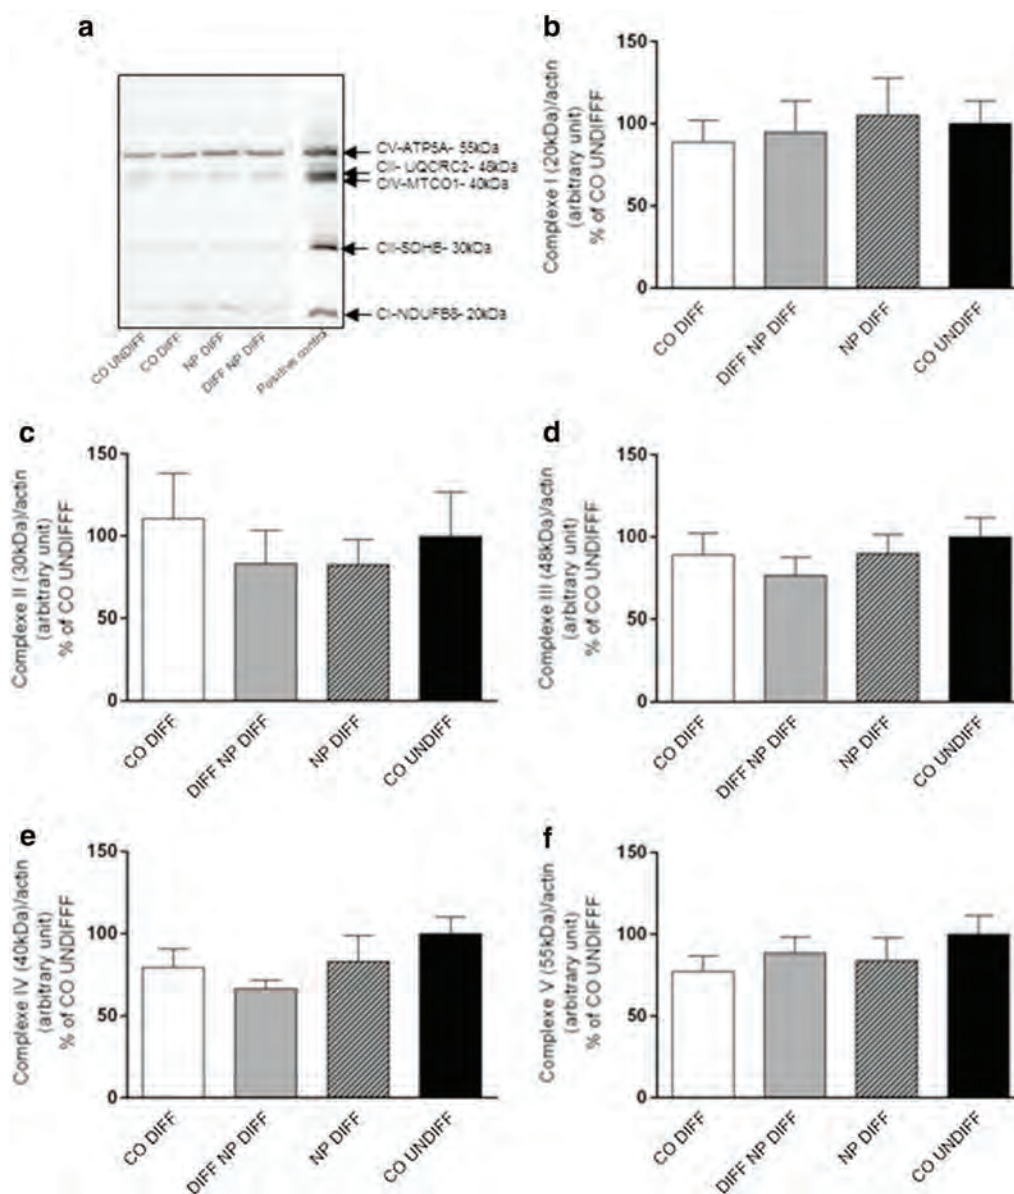 a
CV-ATP5A- 55kDa
CII- UQCRC2- 48kDa
CIV-MTCO1- 40kDa
CII-SDHB- 30kDa
CI-NDUFB8- 20kDa
CO UNDIFF
CO DIFF
NP DIFF
DIFF NP DIFF
Positive control
b
Complexe I (20kDa)/actin
(arbitrary unit)
% of CO UNDIFFF
150
100
50
0
CO DIFF
DIFF NP DIFF
NP DIFF
CO UNDIFF
c
Complexe II (30kDa)/actin
(arbitrary unit)
% of CO UNDIFFF
150
100
50
0
CO DIFF
DIFF NP DIFF
NP DIFF
CO UNDIFF
d
Complexe III (48kDa)/actin
(arbitrary unit)
% of CO UNDIFFF
150
100
50
0
CO DIFF
DIFF NP DIFF
NP DIFF
CO UNDIFF
e
Complexe IV (40kDa)/actin
(arbitrary unit)
% of CO UNDIFFF
150
100
50
0
CO DIFF
DIFF NP DIFF
NP DIFF
CO UNDIFF
f
Complexe V (55kDa)/actin
(arbitrary unit)
% of CO UNDIFFF
150
100
50
0
CO DIFF
DIFF NP DIFF
NP DIFF
CO UNDIFF